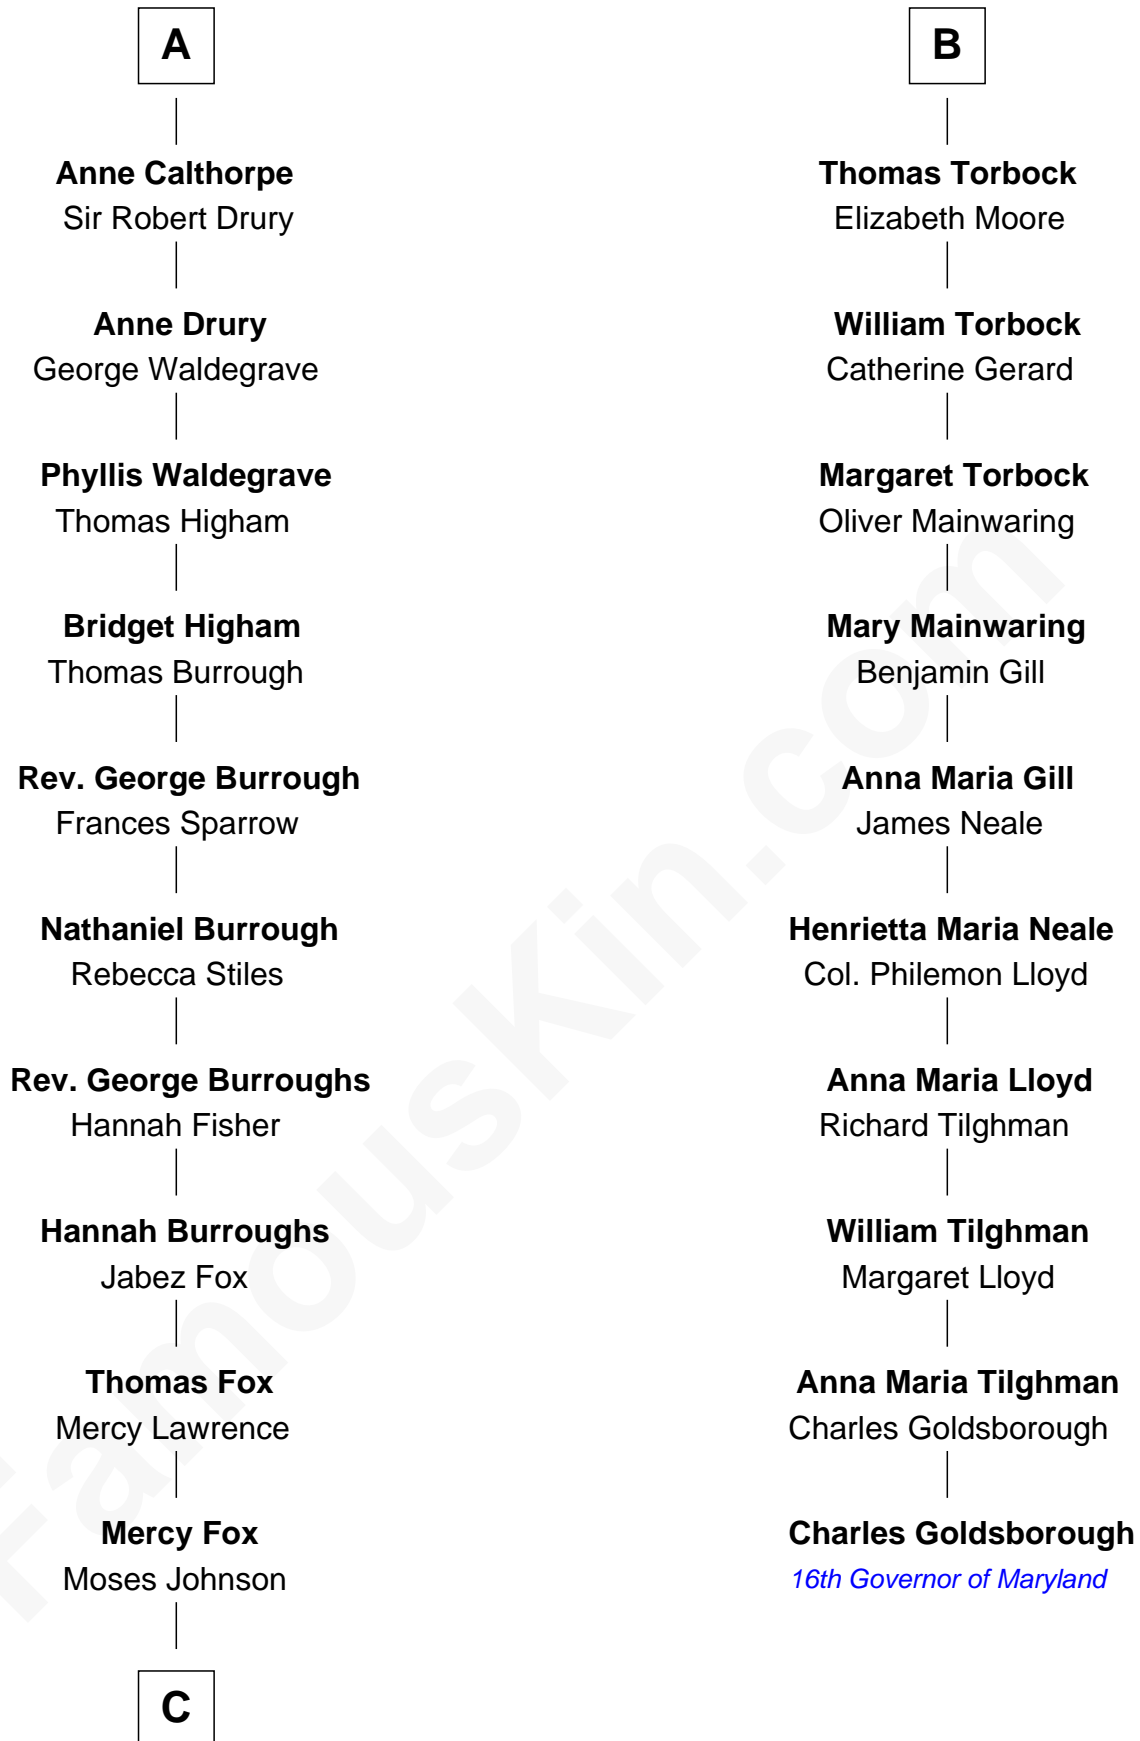 A
Anne Calthorpe
Sir Robert Drury
Anne Drury
George Waldegrave
Phyllis Waldegrave
Thomas Higham
Bridget Higham
Thomas Burrough
Rev. George Burrough
Frances Sparrow
Nathaniel Burrough
Rebecca Stiles
Rev. George Burroughs
Hannah Fisher
Hannah Burroughs
Jabez Fox
Thomas Fox
Mercy Lawrence
Mercy Fox
Moses Johnson
C
B
Thomas Torbock
Elizabeth Moore
William Torbock
Catherine Gerard
Margaret Torbock
Oliver Mainwaring
Mary Mainwaring
Benjamin Gill
Anna Maria Gill
James Neale
Henrietta Maria Neale
Col. Philemon Lloyd
Anna Maria Lloyd
Richard Tilghman
William Tilghman
Margaret Lloyd
Anna Maria Tilghman
Charles Goldsborough
Charles Goldsborough
16th Governor of Maryland
FamousKin.com